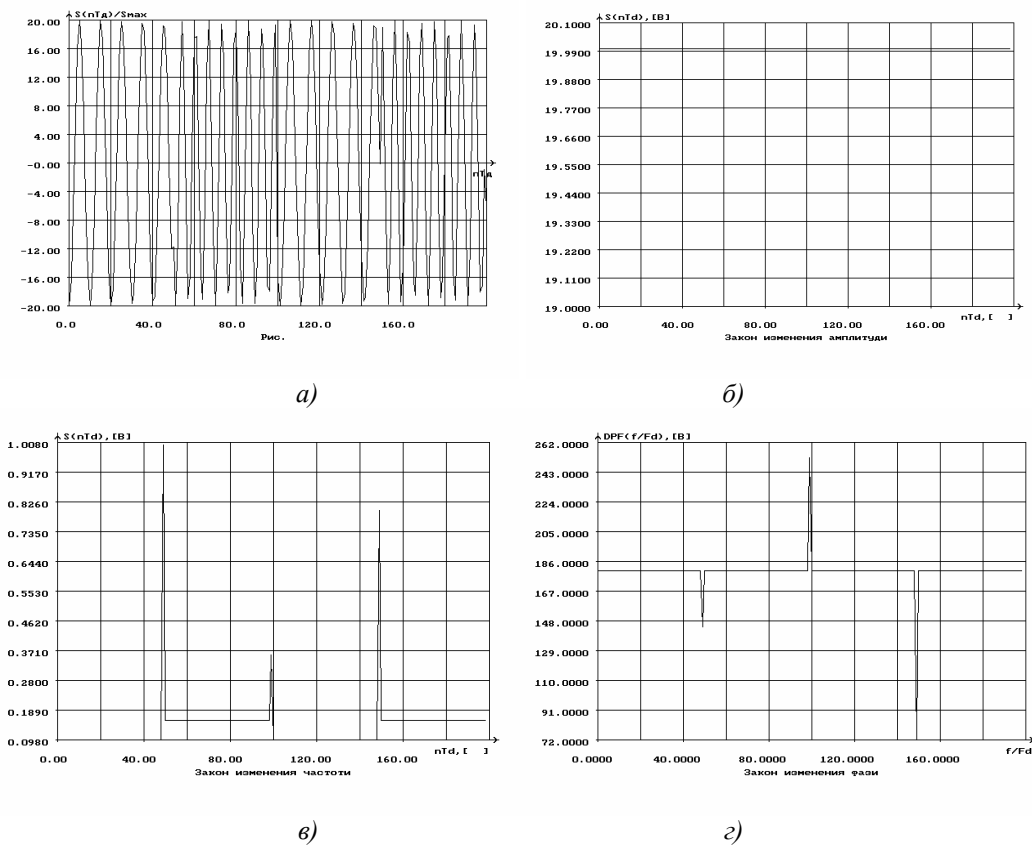 S(nTд)/Smax
20.00
16.00
12.00
8.00
4.00
-0.00
-4.00
-8.00
-12.00
-16.00
-20.00
nTд
0.0 40.0 80.0 120.0 160.0
Рис.
а)
S(nTd),[B]
20.1000
19.9900
19.8800
19.7700
19.6600
19.5500
19.4400
19.3300
19.2200
19.1100
19.0000
0.00 40.00 80.00 120.00 160.00
nTd,[ ]
Закон изменения амплитуди
б)
S(nTd),[B]
1.0080
0.9170
0.8260
0.7350
0.6440
0.5530
0.4620
0.3710
0.2800
0.1890
0.0980
0.00 40.00 80.00 120.00 160.00
nTd,[ ]
Закон изменения частоти
в)
DPF(f/Fd),[B]
262.0000
243.0000
224.0000
205.0000
186.0000
167.0000
148.0000
129.0000
110.0000
91.0000
72.0000
0.0000 40.0000 80.0000 120.0000 160.0000
f/Fd
Закон изменения фази
г)